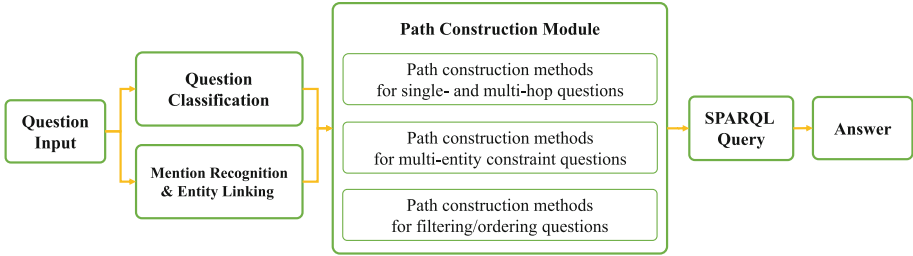 Question
Input
Question
Classification
Mention Recognition
& Entity Linking
Path Construction Module
Path construction methods
for single- and multi-hop questions
Path construction methods
for multi-entity constraint questions
Path construction methods
for filtering/ordering questions
SPARQL
Query
Answer